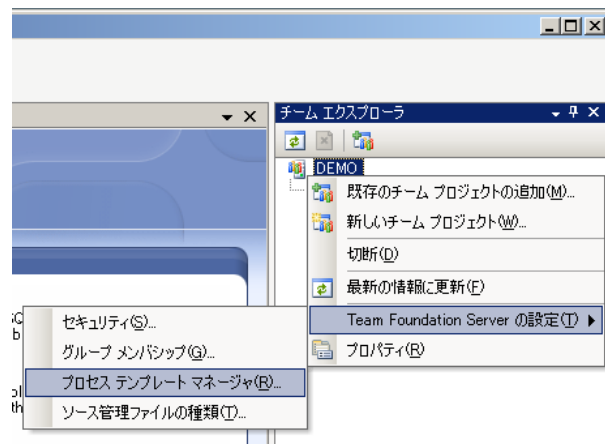 チーム エクスプローラ
DEMO
既存のチーム プロジェクトの追加(M)...
新しいチーム プロジェクト(W)...
切断(D)
最新の情報に更新(F)
Team Foundation Server の設定(T)
プロパティ(R)
セキュリティ(S)...
グループ メンバシップ(G)...
プロセス テンプレート マネージャ(R)...
ソース管理ファイルの種類(T)...